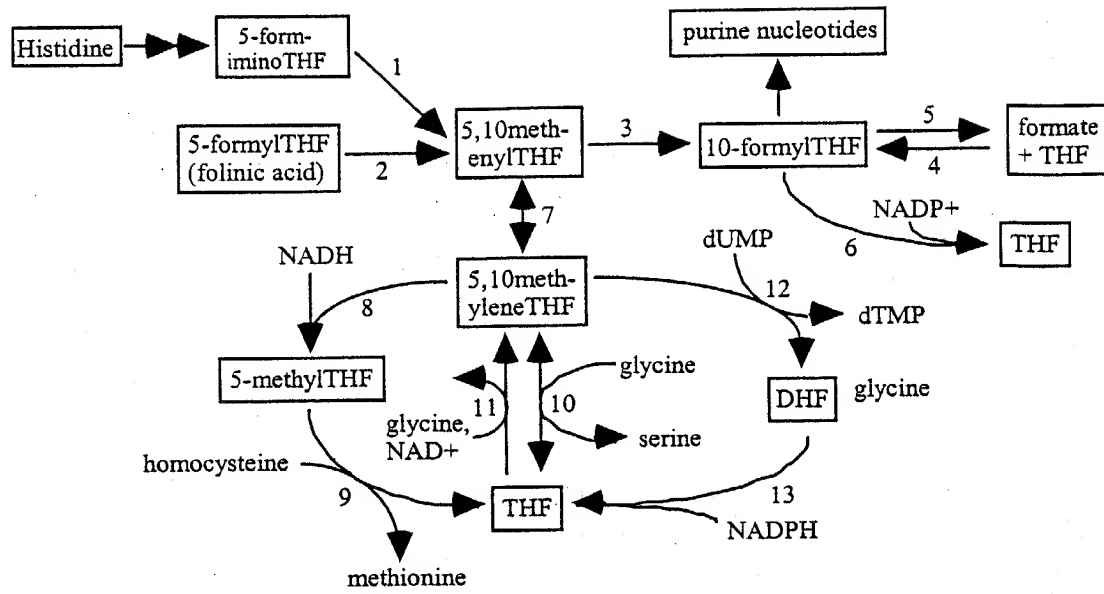 Histidine
5-form-
iminoTHF
1
purine nucleotides
5-formylTHF
(folinic acid)
2
5,10meth-
enylTHF
3
10-formylTHF
5
4
formate
+ THF
7
NADP+
6
THF
NADH
8
5,10meth-
yleneTHF
dUMP
12
dTMP
5-methylTHF
glycine
11
10
DHF
glycine
glycine,
NAD+
serine
homocysteine
9
THF
13
NADPH
methionine